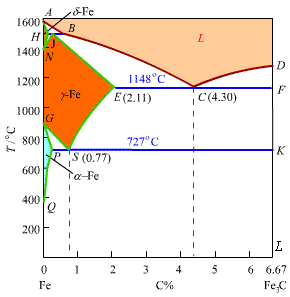 1600
A
δ-Fe
H
B
J
L
1400
N
D
1200
1148°C
F
γ-Fe
E (2.11)
C (4.30)
1000
T/°C
G
800
727°C
K
P
S (0.77)
600
α-Fe
400
Q
200
L
0 1 2 3 4 5 6 6.67
Fe C% Fe₃C